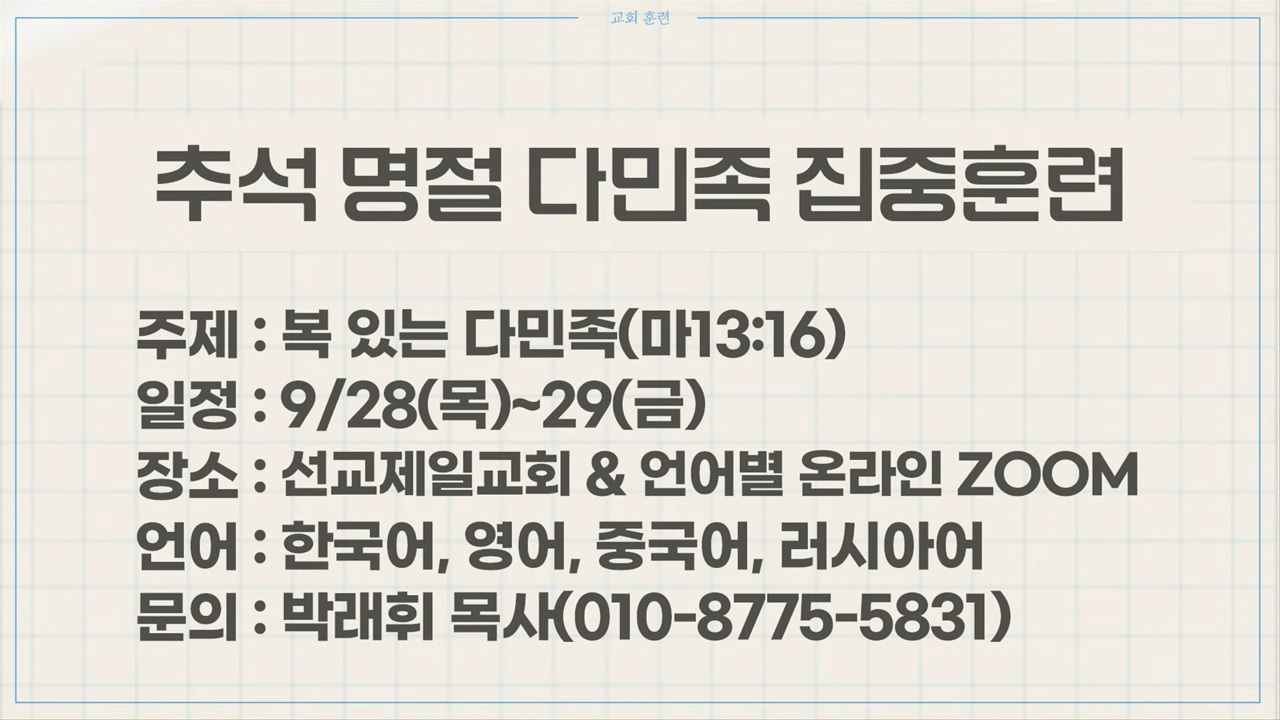 교회 훈련
추석 명절 다민족 집중훈련
주제 : 복 있는 다민족(마13:16)
일정 : 9/28(목)~29(금)
장소 : 선교제일교회 & 언어별 온라인 ZOOM
언어 : 한국어, 영어, 중국어, 러시아어
문의 : 박래휘 목사(010-8775-5831)